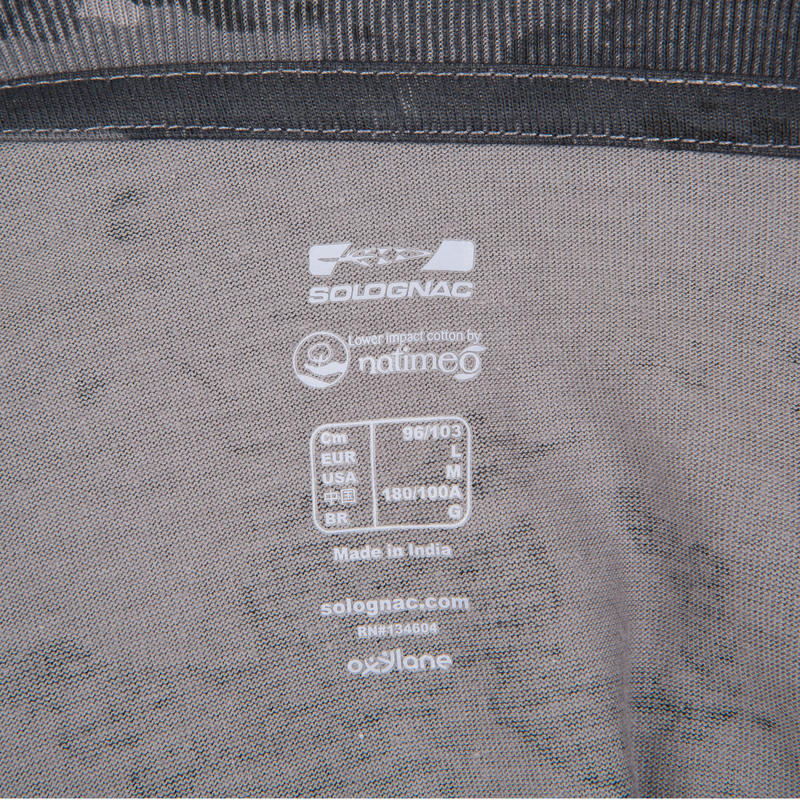 SOLOGNAC
Lower impact cotton by
natimeo
Cm 96/103
EUR L
USA M
中国 180/100A
BR G
Made in India
solognac.com
RN#134604
oxylane